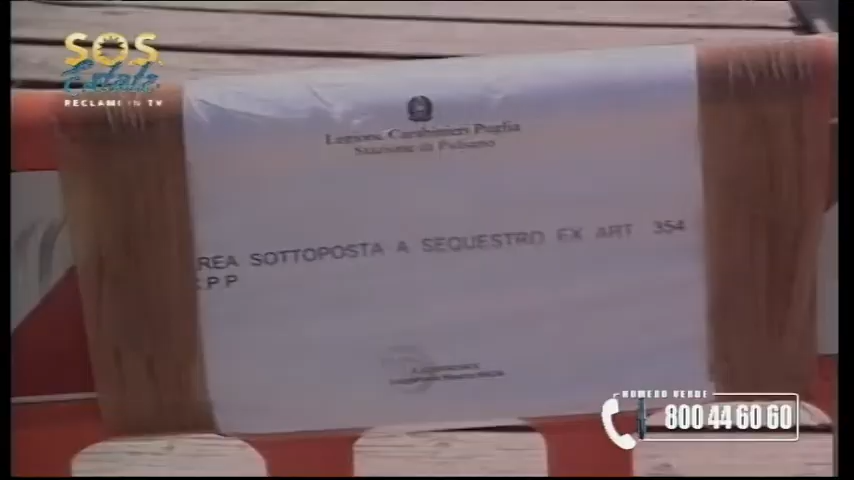 SOS
Estate
RECLAMI IN TV
Legione Carabinieri Puglia
Stazione di Pulsano
REA SOTTOPOSTA A SEQUESTRO EX ART 354
.P P
NUMERO VERDE
800 44 60 60